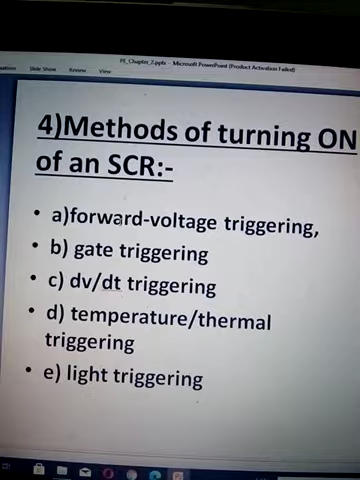 PE_Chapter_2.pptx - Microsoft PowerPoint (Product Activation Failed)
Slide Show Review View
4)Methods of turning ON
of an SCR:-
• a)forward-voltage triggering,
• b) gate triggering
• c) dv/dt triggering
• d) temperature/thermal
triggering
• e) light triggering